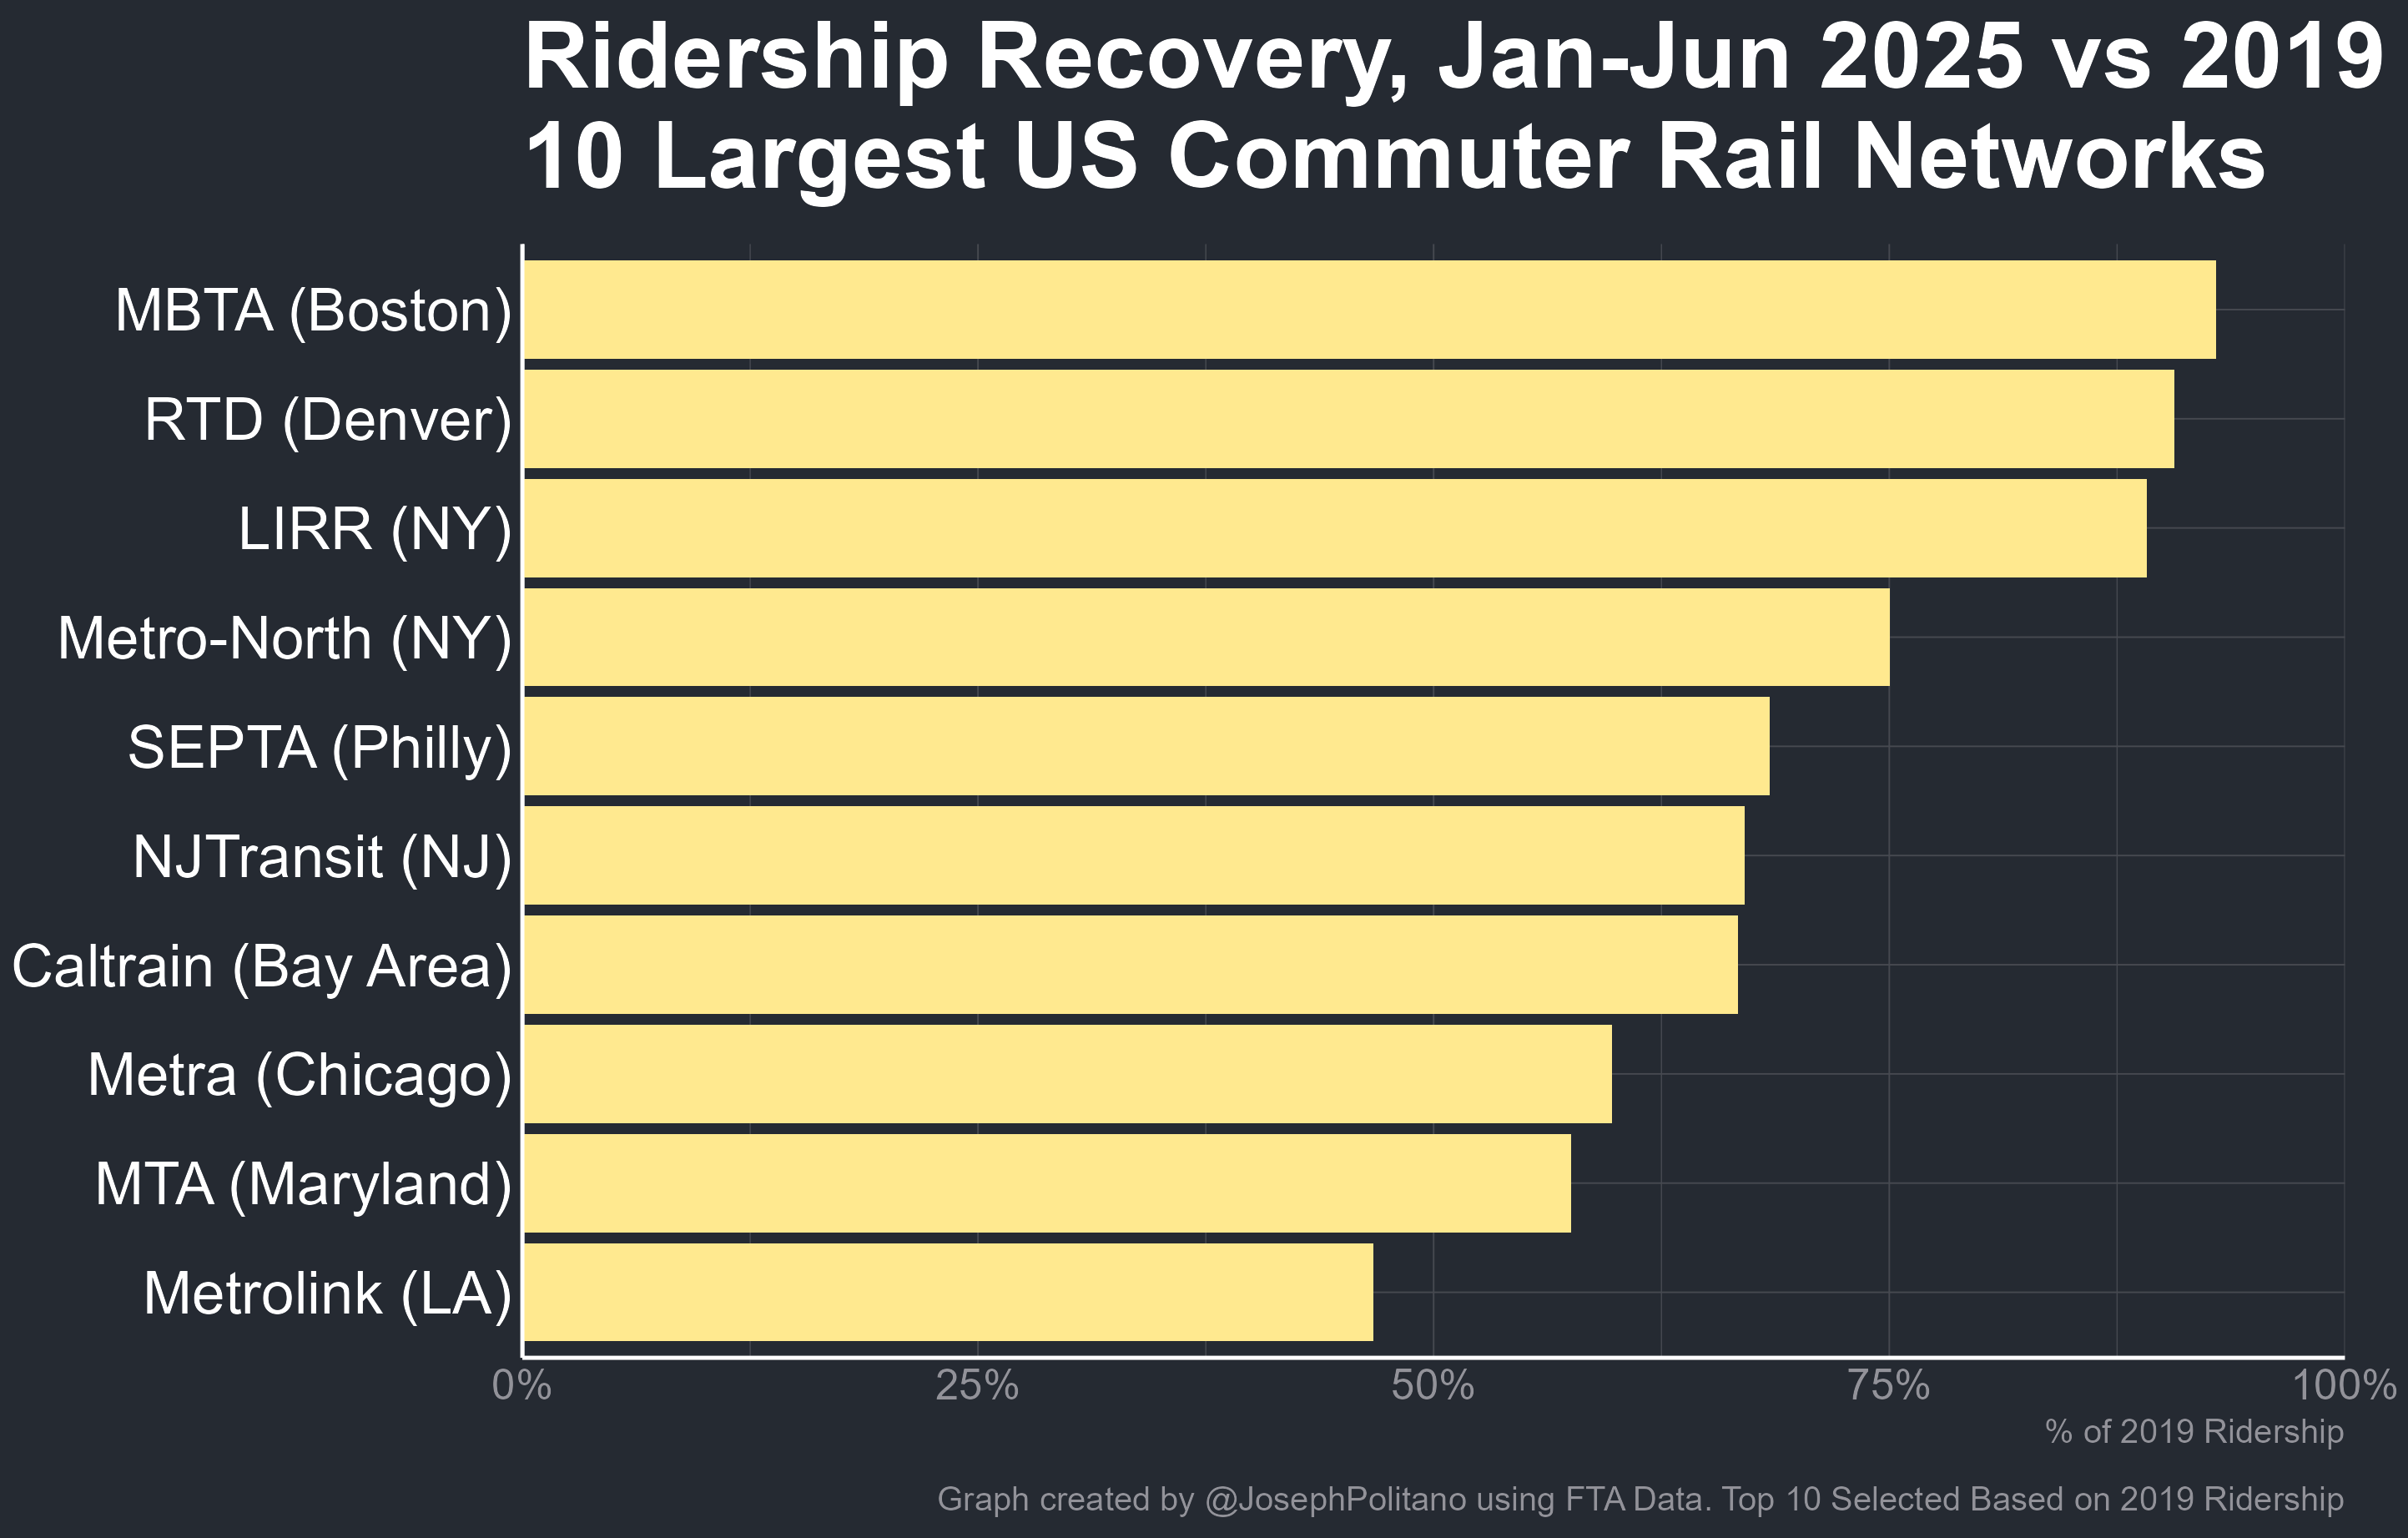 Ridership Recovery, Jan-Jun 2025 vs 2019
10 Largest US Commuter Rail Networks
MBTA (Boston)
RTD (Denver)
LIRR (NY)
Metro-North (NY)
SEPTA (Philly)
NJTransit (NJ)
Caltrain (Bay Area)
Metra (Chicago)
MTA (Maryland)
Metrolink (LA)
0% 25% 50% 75% 100%
% of 2019 Ridership
Graph created by @JosephPolitano using FTA Data. Top 10 Selected Based on 2019 Ridership